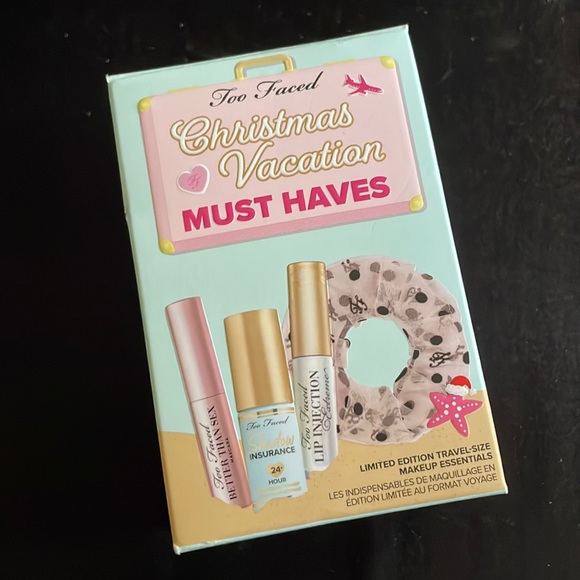 Too Faced
Christmas
Vacation
MUST HAVES
Too Faced
BETTER THAN SEX
Too Faced
Shadow
INSURANCE
24
HOUR
Too Faced
LIP INJECTION
Extreme
LIMITED EDITION TRAVEL-SIZE
MAKEUP ESSENTIALS
LES INDISPENSABLES DE MAQUILLAGE EN
ÉDITION LIMITÉE AU FORMAT VOYAGE